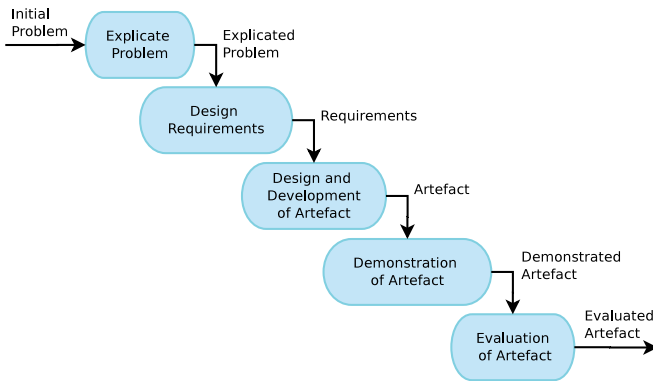 Initial
Problem
Explicate
Problem
Explicated
Problem
Design
Requirements
Requirements
Design and
Development
of Artefact
Artefact
Demonstration
of Artefact
Demonstrated
Artefact
Evaluation
of Artefact
Evaluated
Artefact